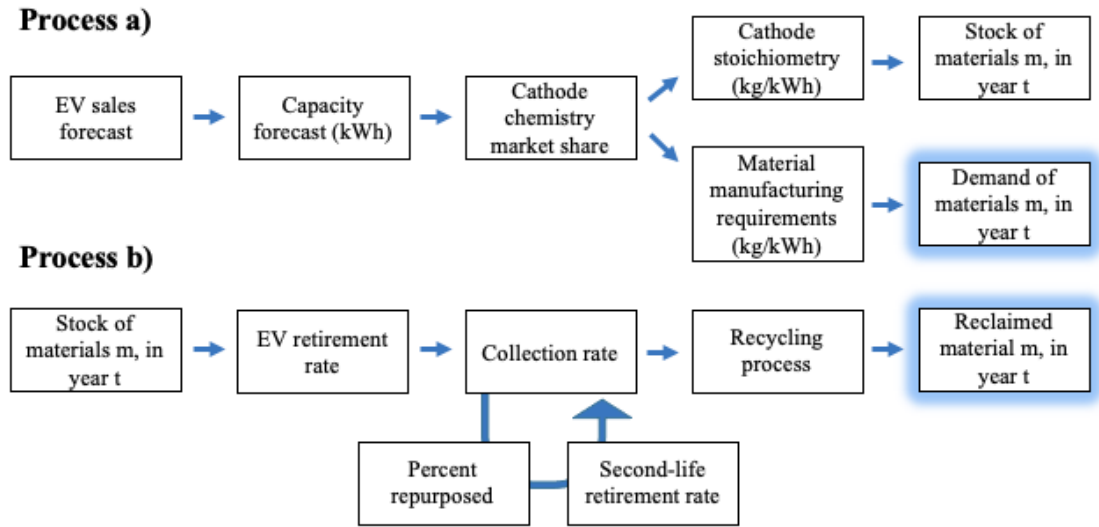 Process a)
EV sales
forecast
Capacity
forecast (kWh)
Cathode
chemistry
market share
Cathode
stoichiometry
(kg/kWh)
Stock of
materials m, in
year t
Material
manufacturing
requirements
(kg/kWh)
Demand of
materials m, in
year t
Process b)
Stock of
materials m, in
year t
EV retirement
rate
Collection rate
Recycling
process
Reclaimed
material m, in
year t
Percent
repurposed
Second-life
retirement rate